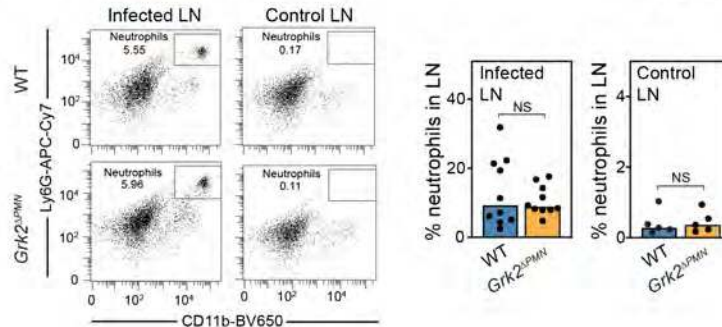 Infected LN
Control LN
WT
Neutrophils
5.55
Neutrophils
0.17
10⁴
10²
0
Grk2ΔPMN
Neutrophils
5.96
Neutrophils
0.11
10⁴
10²
0
Ly6G-APC-Cy7
0 10² 10⁴
0 10² 10⁴
CD11b-BV650
% neutrophils in LN
Infected
LN
NS
40
20
0
WT
Grk2ΔPMN
% neutrophils in LN
Control
LN
NS
4
2
0
WT
Grk2ΔPMN